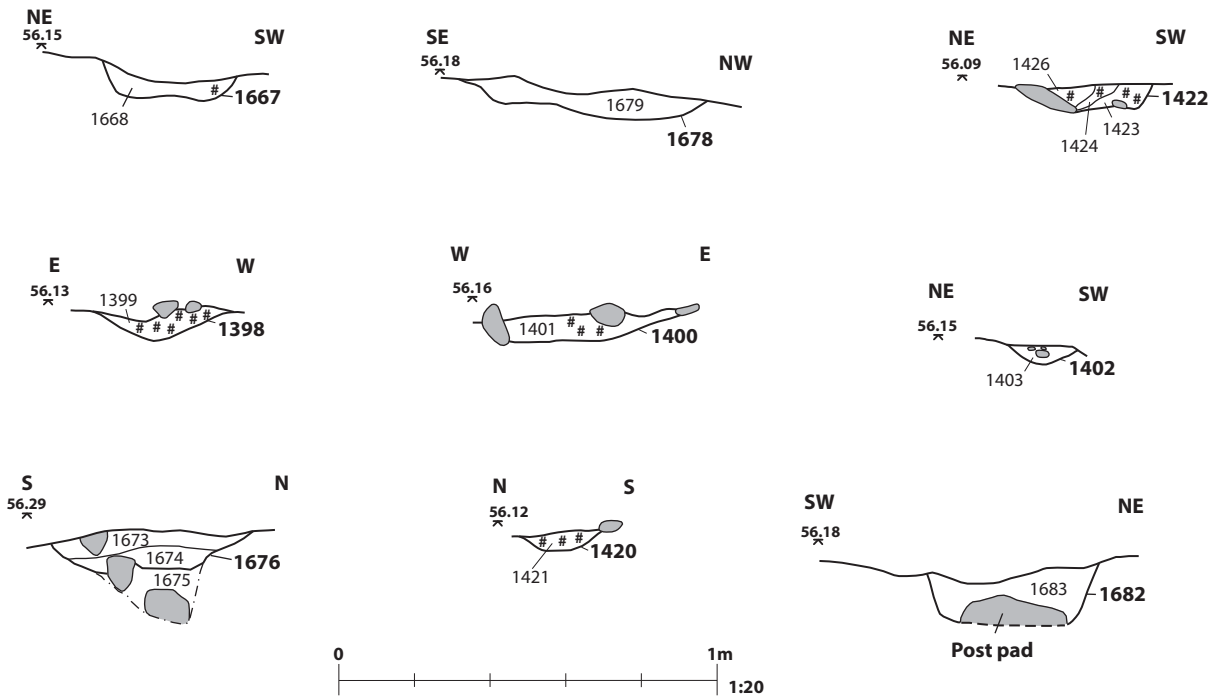 NE
56.15
SW
#
1667
1668
SE
56.18
NW
1679
1678
NE
56.09
SW
1426
# # # #
1422
1423
1424
E
56.13
W
1399
# # # # # #
1398
W
56.16
E
1401
# # #
1400
NE
56.15
SW
1403
1402
S
56.29
N
1673
1674
1675
1676
N
56.12
S
# # #
1420
1421
SW
56.18
NE
1683
1682
Post pad
0
1m
1:20